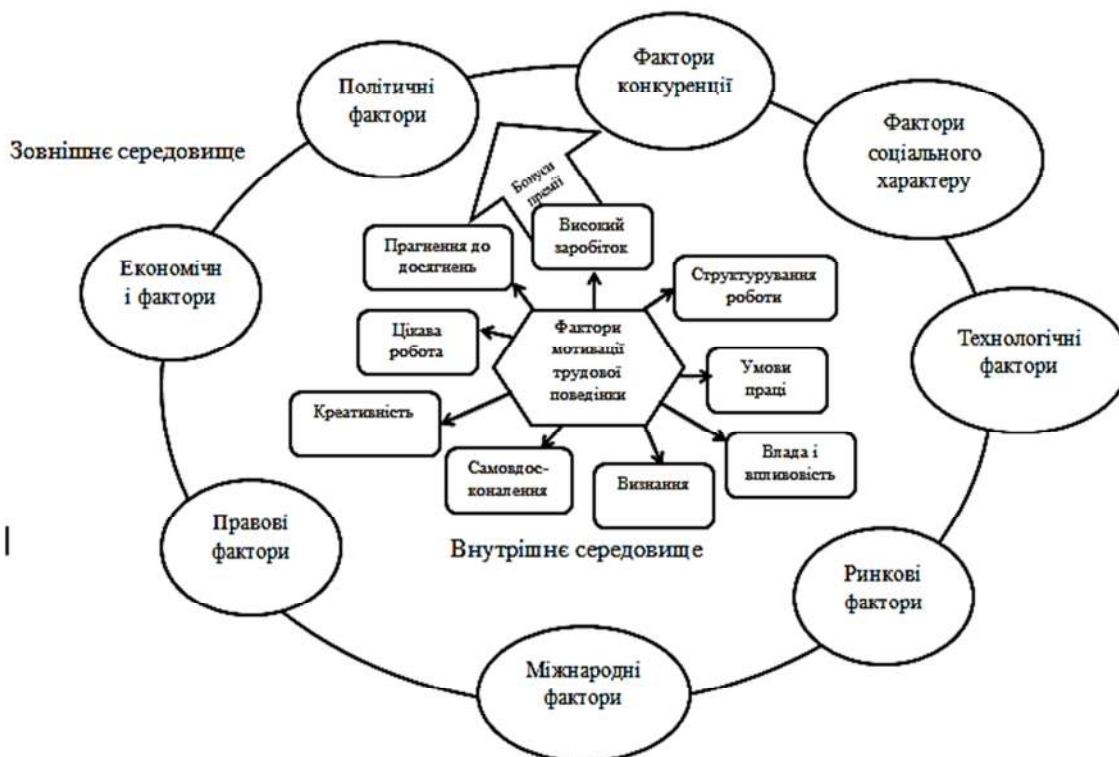 Фактори
конкуренції
Політичні
фактори
Фактори
соціального
характеру
Зовнішнє середовище
Бонуси
премії
Високий
заробіток
Прагнення до
досягнень
Економічн
і фактори
Структурування
роботи
Цікава
робота
Фактори
мотивації
трудової
поведінки
Технологічні
фактори
Умови
праці
Креативність
Влада і
впливовість
Самовдос-
коналення
Визнання
Правові
фактори
Внутрішнє середовище
Ринкові
фактори
Міжнародні
фактори